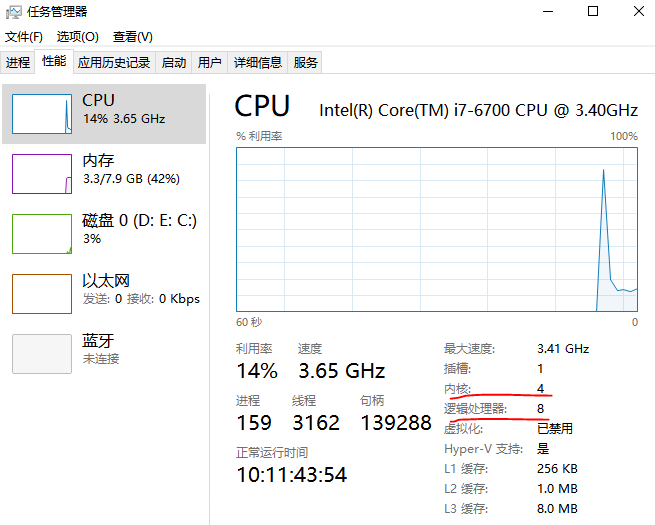 任务管理器
文件(F) 选项(O) 查看(V)
进程 性能 应用历史记录 启动 用户 详细信息 服务
CPU
14% 3.65 GHz
内存
3.3/7.9 GB (42%)
磁盘 0 (D: E: C:)
3%
以太网
发送: 0 接收: 0 Kbps
蓝牙
未连接
CPU Intel(R) Core(TM) i7-6700 CPU @ 3.40GHz
% 利用率 100%
60 秒 0
利用率 速度
14% 3.65 GHz
进程 线程 句柄
159 3162 139288
正常运行时间
10:11:43:54
最大速度: 3.41 GHz
插槽: 1
内核: 4
逻辑处理器: 8
虚拟化: 已禁用
Hyper-V 支持: 是
L1 缓存: 256 KB
L2 缓存: 1.0 MB
L3 缓存: 8.0 MB